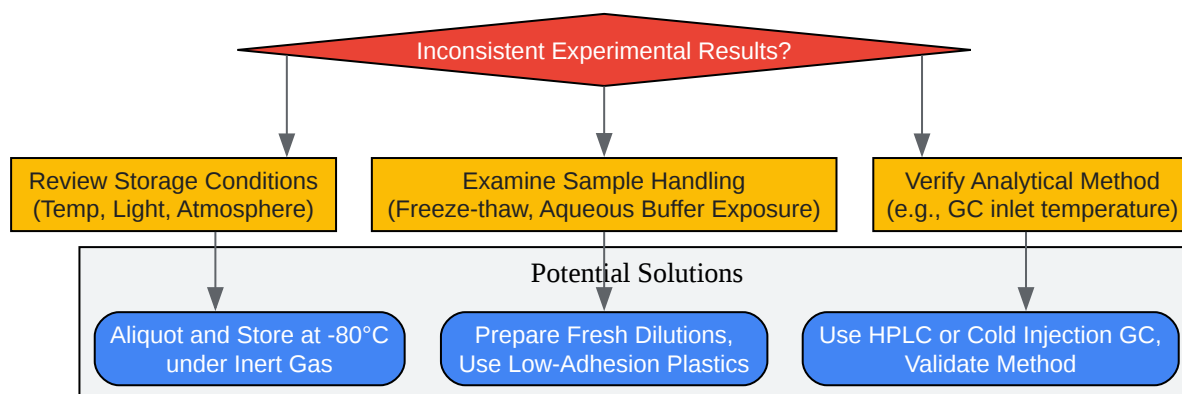 Inconsistent Experimental Results?
Review Storage Conditions
(Temp, Light, Atmosphere)
Examine Sample Handling
(Freeze-thaw, Aqueous Buffer Exposure)
Verify Analytical Method
(e.g., GC inlet temperature)
Potential Solutions
Aliquot and Store at -80°C
under Inert Gas
Prepare Fresh Dilutions,
Use Low-Adhesion Plastics
Use HPLC or Cold Injection GC,
Validate Method